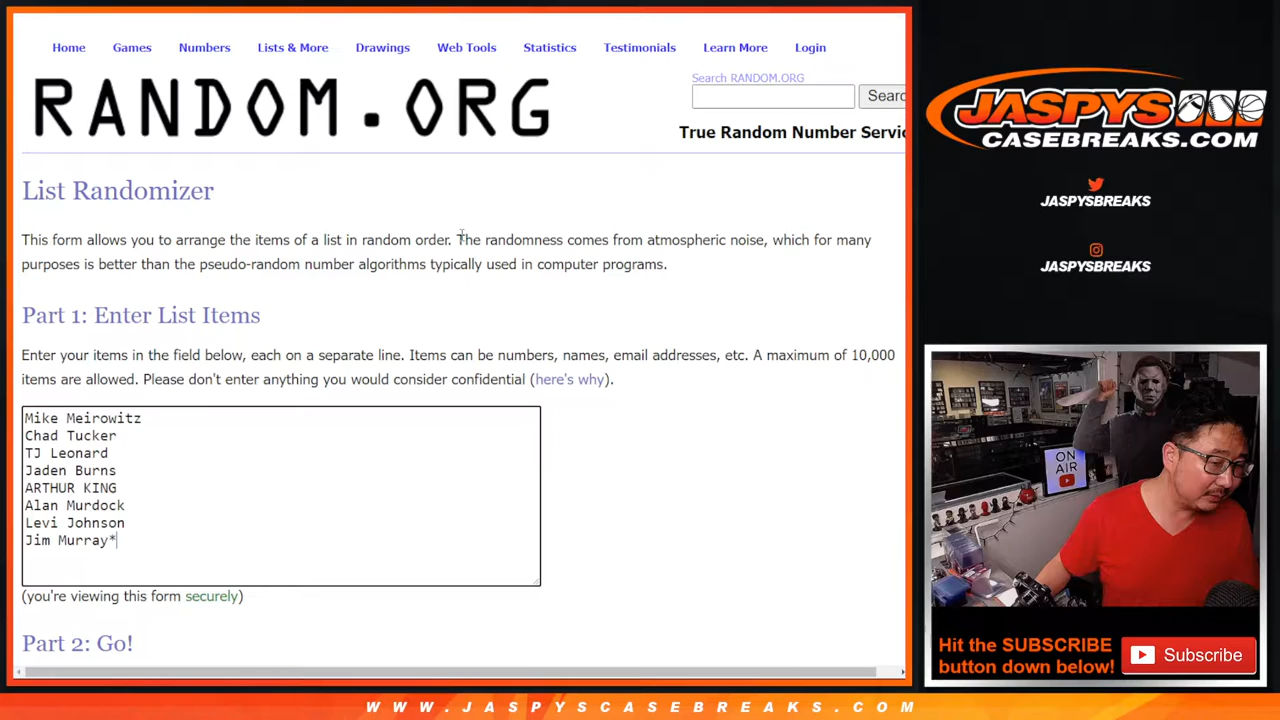 Home Games Numbers Lists & More Drawings Web Tools Statistics Testimonials Learn More Login
RANDOM.ORG
Search RANDOM.ORG
Searc
True Random Number Servic
List Randomizer
This form allows you to arrange the items of a list in random order. The randomness comes from atmospheric noise, which for many
purposes is better than the pseudo-random number algorithms typically used in computer programs.
Part 1: Enter List Items
Enter your items in the field below, each on a separate line. Items can be numbers, names, email addresses, etc. A maximum of 10,000
items are allowed. Please don't enter anything you would consider confidential (here's why).
Mike Meirowitz
Chad Tucker
TJ Leonard
Jaden Burns
ARTHUR KING
Alan Murdock
Levi Johnson
Jim Murray*
(you're viewing this form securely)
Part 2: Go!
JASPYS
CASEBREAKS.COM
JASPYSBREAKS
JASPYSBREAKS
ON
AIR
Hit the SUBSCRIBE
button down below!
Subscribe
WWW.JASPYSCASEBREAKS.COM